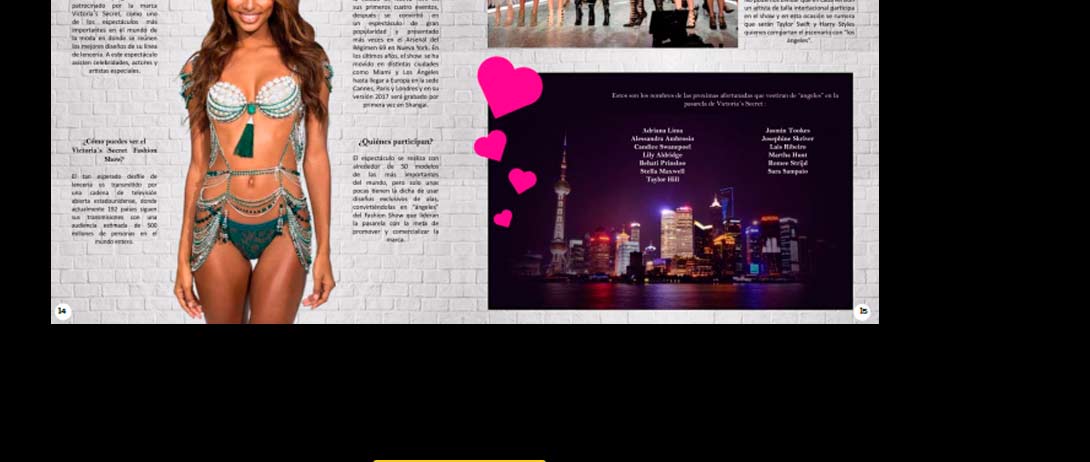 patrocinado por la marca
Victoria´s Secret, como uno
de los espectáculos más
importantes en el mundo de
la moda en donde se reúnen
los mejores diseños de su línea
de lencería. A este espectáculo
asisten celebridades, actores y
artistas especiales.
¿Cómo puedes ver el
Victoria´s Secret Fashion
Show?
El tan esperado desfile de
lencería es transmitido por
una cadena de televisión
abierta estadounidense, donde
actualmente 192 países siguen
sus transmisiones con una
audiencia estimada de 500
millones de personas en el
mundo entero.
14
sus primeros cuatro eventos,
después se convirtió en
un espectáculo de gran
popularidad y presentado
más veces en el Arsenal del
Régimen 69 en Nueva York. En
los últimos años, el show se ha
movido en distintas ciudades
como Miami y Los Ángeles
hasta llegar a Europa en la sede
Cannes, Paris y Londres y en su
versión 2017 será grabado por
primera vez en Shangai.
¿Quiénes participan?
El espectáculo se realiza con
alrededor de 50 modelos
de las más importantes
del mundo, pero solo unas
pocas tienen la dicha de usar
diseños exclusivos de alas,
convirtiéndolas en "ángeles"
del Fashion Show que lideran
la pasarela con la meta de
promover y comercializar la
marca.
un artista de talla internacional participa
en el show y en esta ocasión se rumora
que serán Taylor Swift y Harry Styles
quienes compartan el escenario con "los
ángeles".
Estos son los nombres de las proximas afortunadas que vestiran de "angeles" en la
pasarela de Victoria´s Secret :
Adriana Lima
Alessandra Ambrosio
Candice Swanepoel
Lily Aldridge
Behati Prinsloo
Stella Maxwell
Taylor Hill
Jasmin Tookes
Josephine Skriver
Lais Ribeiro
Martha Hunt
Romee Strijd
Sara Sampaio
15